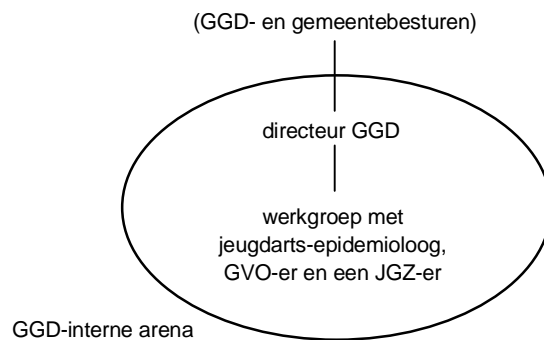 (GGD- en gemeentebesturen)
directeur GGD
werkgroep met
jeugdarts-epidemioloog,
GVO-er en een JGZ-er
GGD-interne arena